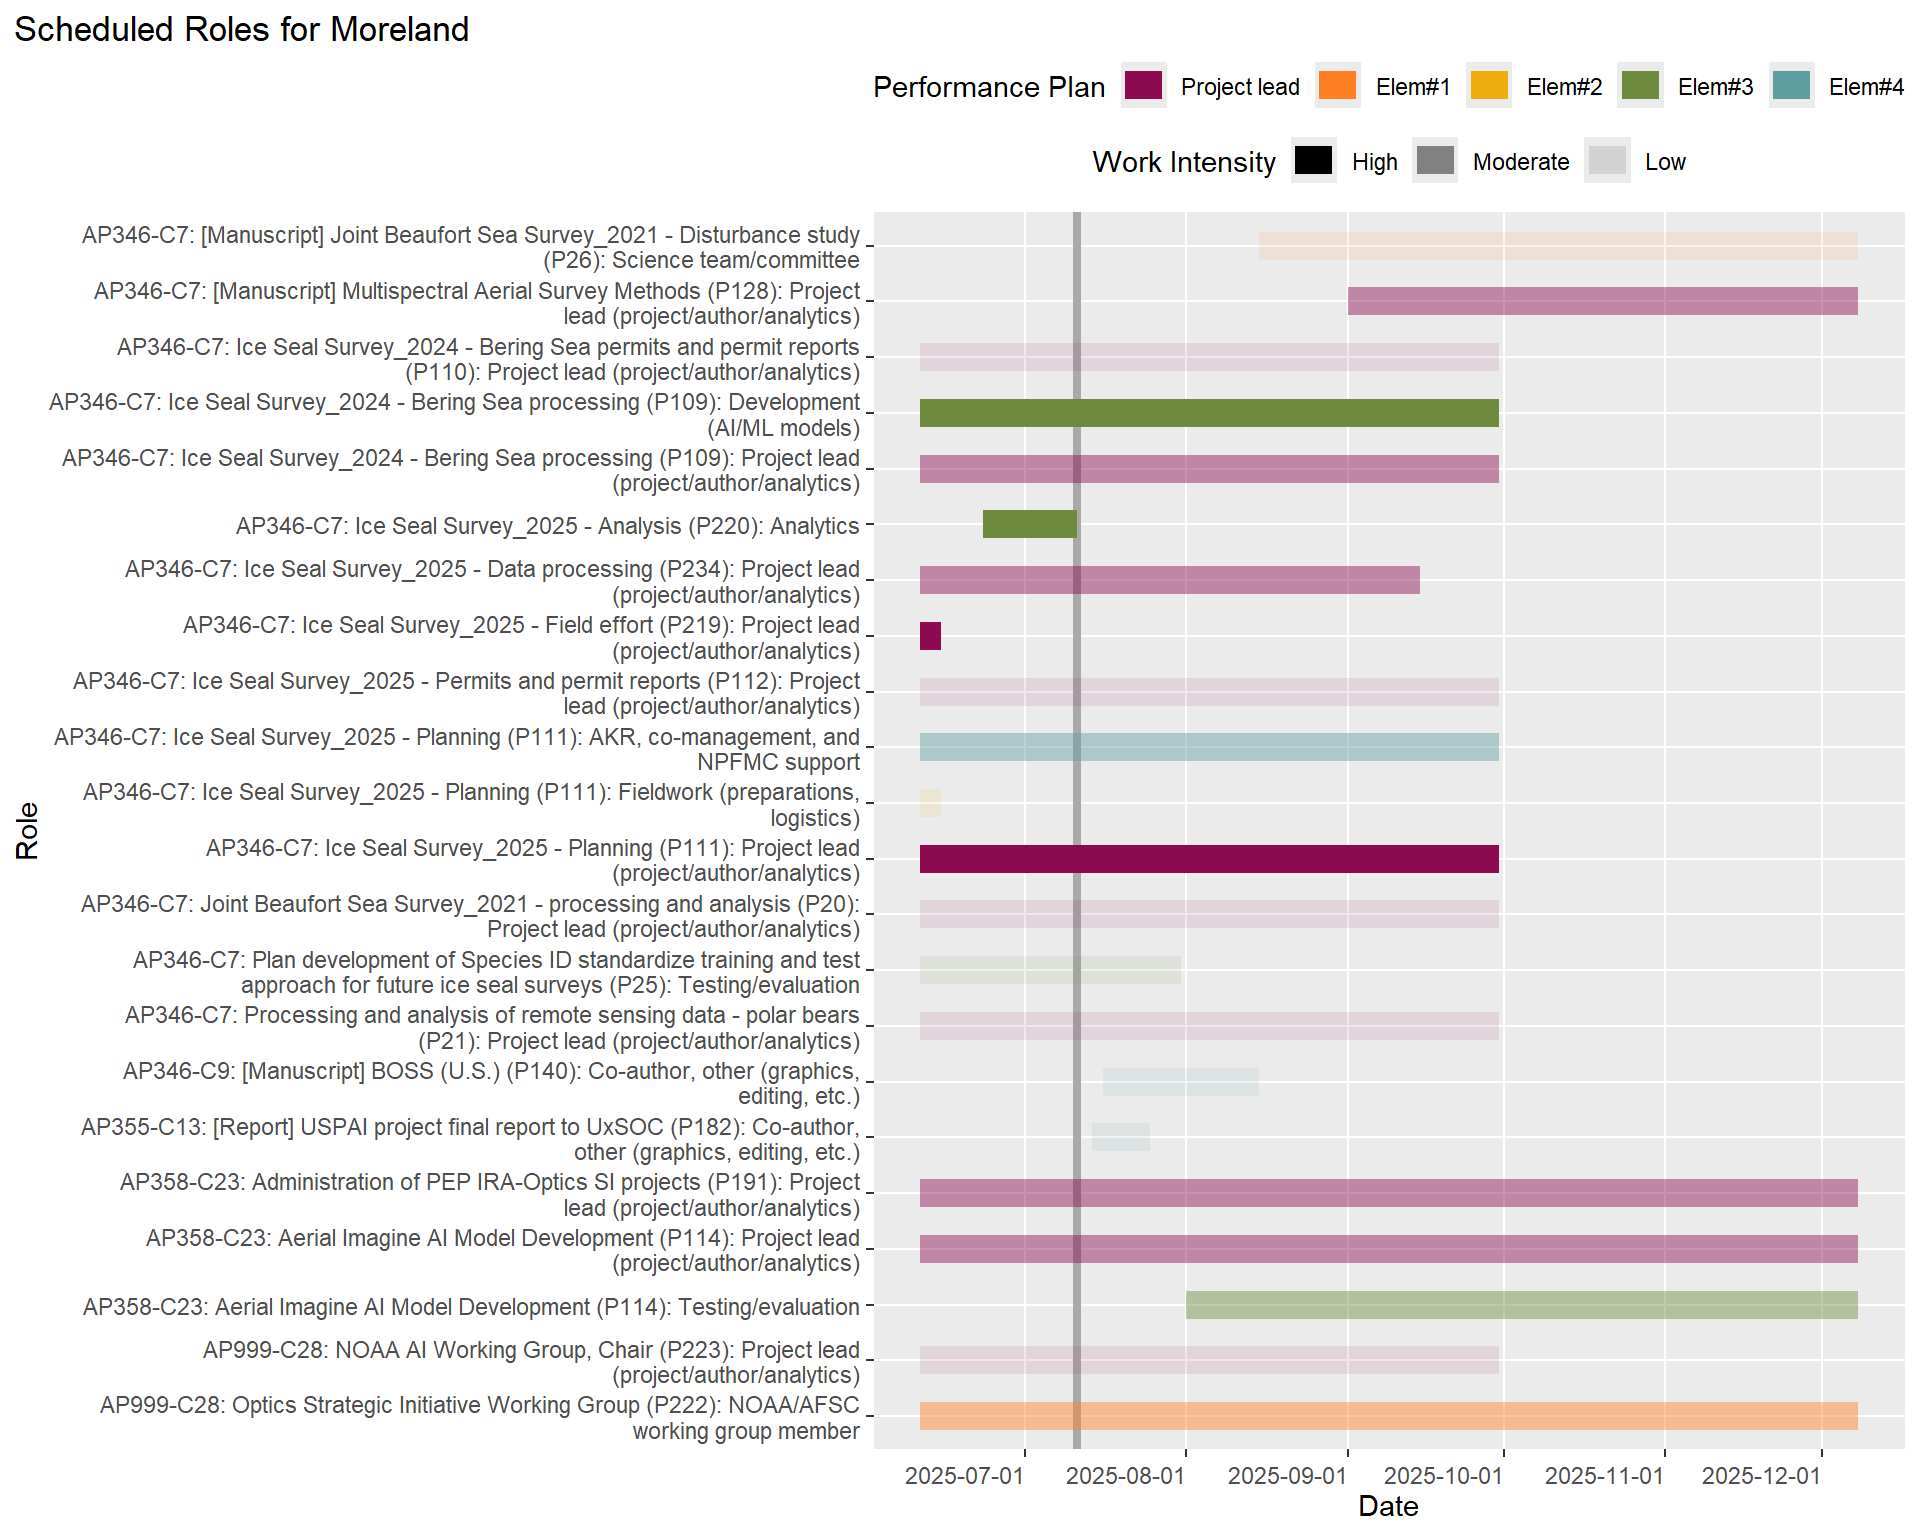 Scheduled Roles for Moreland
Performance Plan Project lead Elem#1 Elem#2 Elem#3 Elem#4
Work Intensity High Moderate Low
AP346-C7: [Manuscript] Joint Beaufort Sea Survey_2021 - Disturbance study
(P26): Science team/committee
AP346-C7: [Manuscript] Multispectral Aerial Survey Methods (P128): Project
lead (project/author/analytics)
AP346-C7: Ice Seal Survey_2024 - Bering Sea permits and permit reports
(P110): Project lead (project/author/analytics)
AP346-C7: Ice Seal Survey_2024 - Bering Sea processing (P109): Development
(AI/ML models)
AP346-C7: Ice Seal Survey_2024 - Bering Sea processing (P109): Project lead
(project/author/analytics)
AP346-C7: Ice Seal Survey_2025 - Analysis (P220): Analytics
AP346-C7: Ice Seal Survey_2025 - Data processing (P234): Project lead
(project/author/analytics)
AP346-C7: Ice Seal Survey_2025 - Field effort (P219): Project lead
(project/author/analytics)
AP346-C7: Ice Seal Survey_2025 - Permits and permit reports (P112): Project
lead (project/author/analytics)
AP346-C7: Ice Seal Survey_2025 - Planning (P111): AKR, co-management, and
NPFMC support
AP346-C7: Ice Seal Survey_2025 - Planning (P111): Fieldwork (preparations,
logistics)
AP346-C7: Ice Seal Survey_2025 - Planning (P111): Project lead
(project/author/analytics)
AP346-C7: Joint Beaufort Sea Survey_2021 - processing and analysis (P20):
Project lead (project/author/analytics)
AP346-C7: Plan development of Species ID standardize training and test
approach for future ice seal surveys (P25): Testing/evaluation
AP346-C7: Processing and analysis of remote sensing data - polar bears
(P21): Project lead (project/author/analytics)
AP346-C9: [Manuscript] BOSS (U.S.) (P140): Co-author, other (graphics,
editing, etc.)
AP355-C13: [Report] USPAI project final report to UxSOC (P182): Co-author,
other (graphics, editing, etc.)
AP358-C23: Administration of PEP IRA-Optics SI projects (P191): Project
lead (project/author/analytics)
AP358-C23: Aerial Imagine AI Model Development (P114): Project lead
(project/author/analytics)
AP358-C23: Aerial Imagine AI Model Development (P114): Testing/evaluation
AP999-C28: NOAA AI Working Group, Chair (P223): Project lead
(project/author/analytics)
AP999-C28: Optics Strategic Initiative Working Group (P222): NOAA/AFSC
working group member
Role
2025-07-01 2025-08-01 2025-09-01 2025-10-01 2025-11-01 2025-12-01
Date